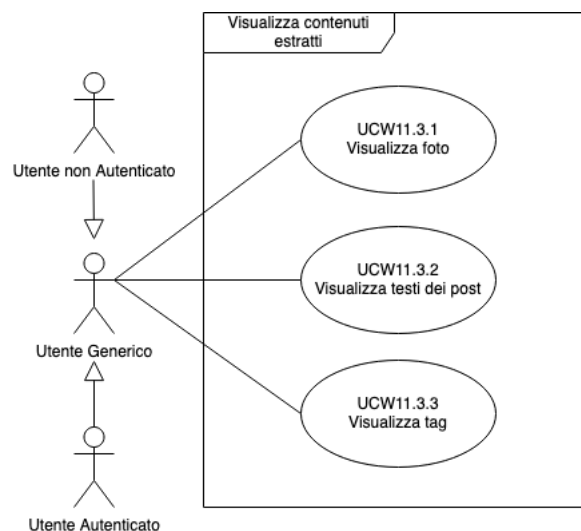 Visualizza contenuti
estratti
Utente non Autenticato
UCW11.3.1
Visualizza foto
Utente Generico
UCW11.3.2
Visualizza testi dei post
UCW11.3.3
Visualizza tag
Utente Autenticato